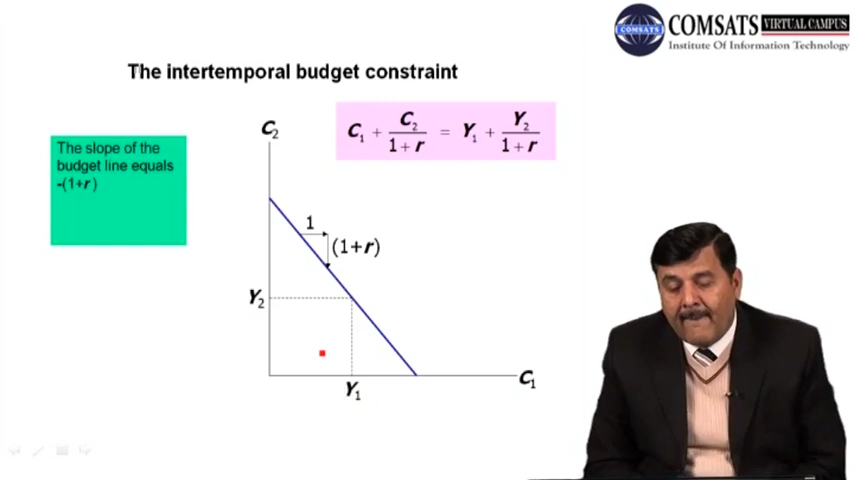 COMSATS VIRTUAL CAMPUS
COMSATS
Institute Of Information Technology
The intertemporal budget constraint
C₁ + C₂/(1+r) = Y₁ + Y₂/(1+r)
The slope of the
budget line equals
-(1+r)
C₂
1
(1+r)
Y₂
Y₁
C₁